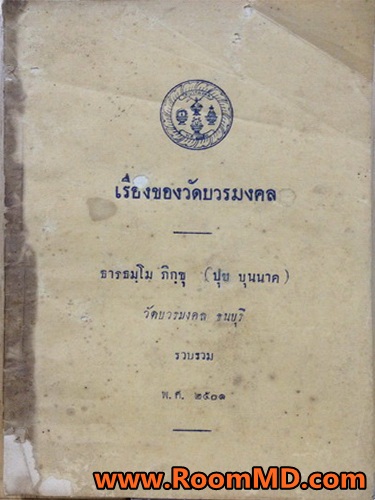 เรื่องของวัดบวรมงคล
ธารธมฺโม ภิกฺขุ (ปุย บุนนาค)
วัดบวรมงคล ธนบุรี
รวบรวม
พ.ศ. ๒๕๐๑
www.RoomMD.com